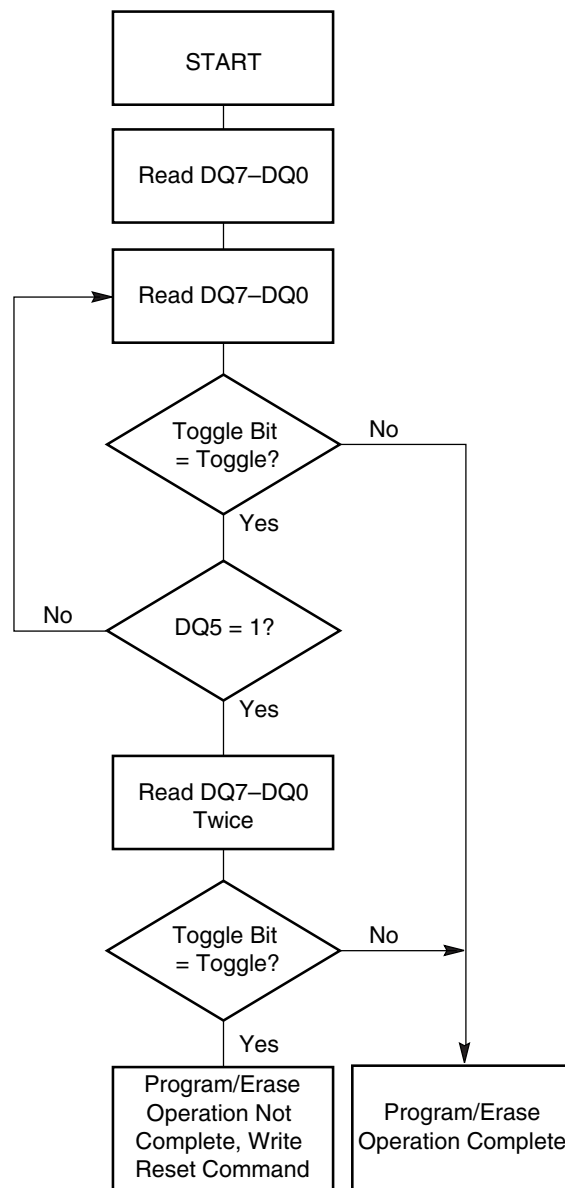 START
Read DQ7–DQ0
Read DQ7–DQ0
Toggle Bit
= Toggle?
No
Yes
No
DQ5 = 1?
Yes
Read DQ7–DQ0
Twice
Toggle Bit
= Toggle?
No
Yes
Program/Erase
Operation Not
Complete, Write
Reset Command
Program/Erase
Operation Complete